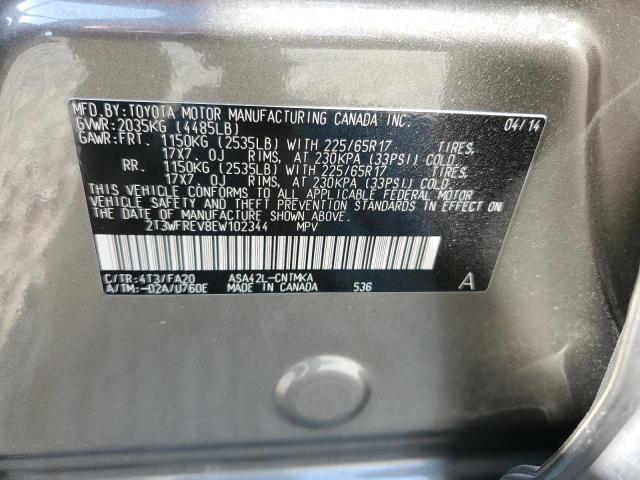 MFD.BY:TOYOTA MOTOR MANUFACTURING CANADA INC.
GVWR:2035KG (4485LB) 04/14
GAWR:FRT. 1150KG (2535LB) WITH 225/65R17 TIRES,
17X7.0J RIMS, AT 230KPA (33PSI) COLD
RR. 1150KG (2535LB) WITH 225/65R17 TIRES,
17X7.0J RIMS, AT 230KPA (33PSI) COLD
THIS VEHICLE CONFORMS TO ALL APPLICABLE FEDERAL MOTOR
VEHICLE SAFETY AND THEFT PREVENTION STANDARDS IN EFFECT ON
THE DATE OF MANUFACTURE SHOWN ABOVE.
2T3WFREV8EW102344 MPV
C/TR:4T3/FA20 ASA42L-CNTMKA
A/TM:-02A/U760E MADE IN CANADA 536 A